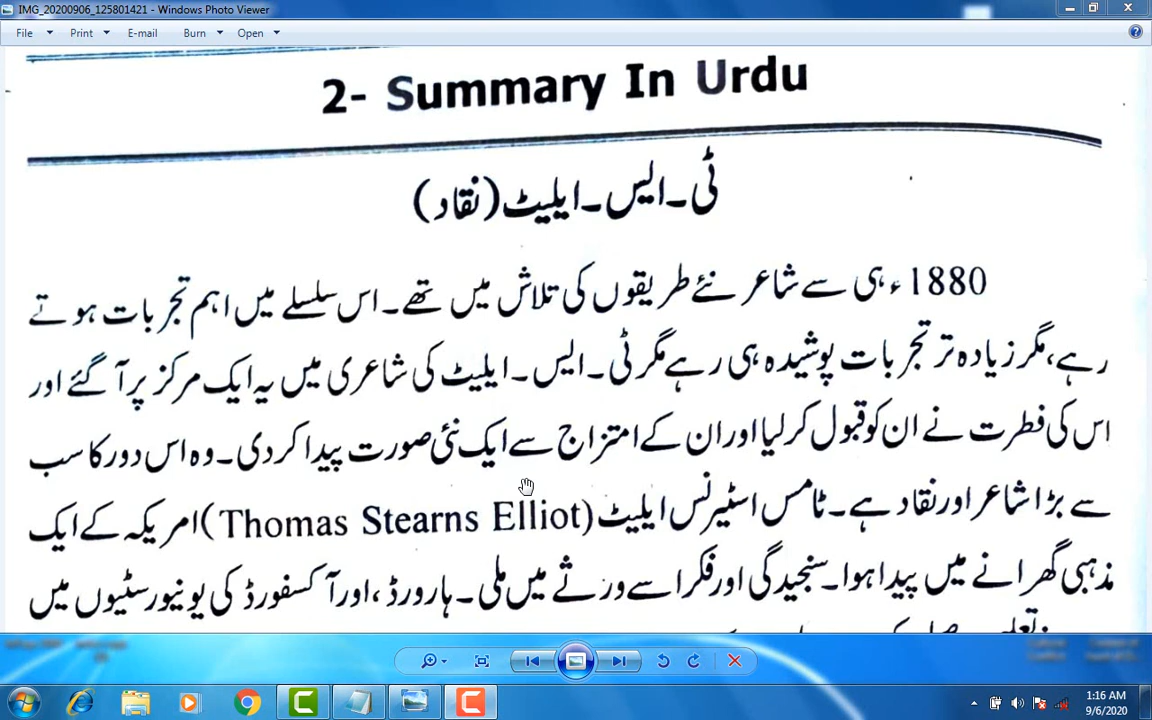 IMG_20200906_125801421 - Windows Photo Viewer
File Print E-mail Burn Open
2- Summary In Urdu
ٹی۔ایس۔ایلیٹ (نقاد)
1880ء ہی سے شاعر نئے طریقوں کی تلاش میں تھے۔اس سلسلے میں اہم تجربات ہوتے
رہے،مگر زیادہ تر تجربات پوشیدہ ہی رہے مگر ٹی۔ایس۔ایلیٹ کی شاعری میں یہ ایک مرکز پر آ گئے اور
اس کی فطرت نے ان کو قبول کر لیا اور ان کے امتزاج سے ایک نئی صورت پیدا کر دی۔وہ اس دور کا سب
سے بڑا شاعر اور نقاد ہے۔ٹامس اسٹیرنس ایلیٹ (Thomas Stearns Elliot) امریکہ کے ایک
مذہبی گھرانے میں پیدا ہوا۔سنجیدگی اور فکر اسے ورثے میں ملی۔ہارورڈ،اور آکسفورڈ کی یونیورسٹیوں میں
1:16 AM
9/6/2020